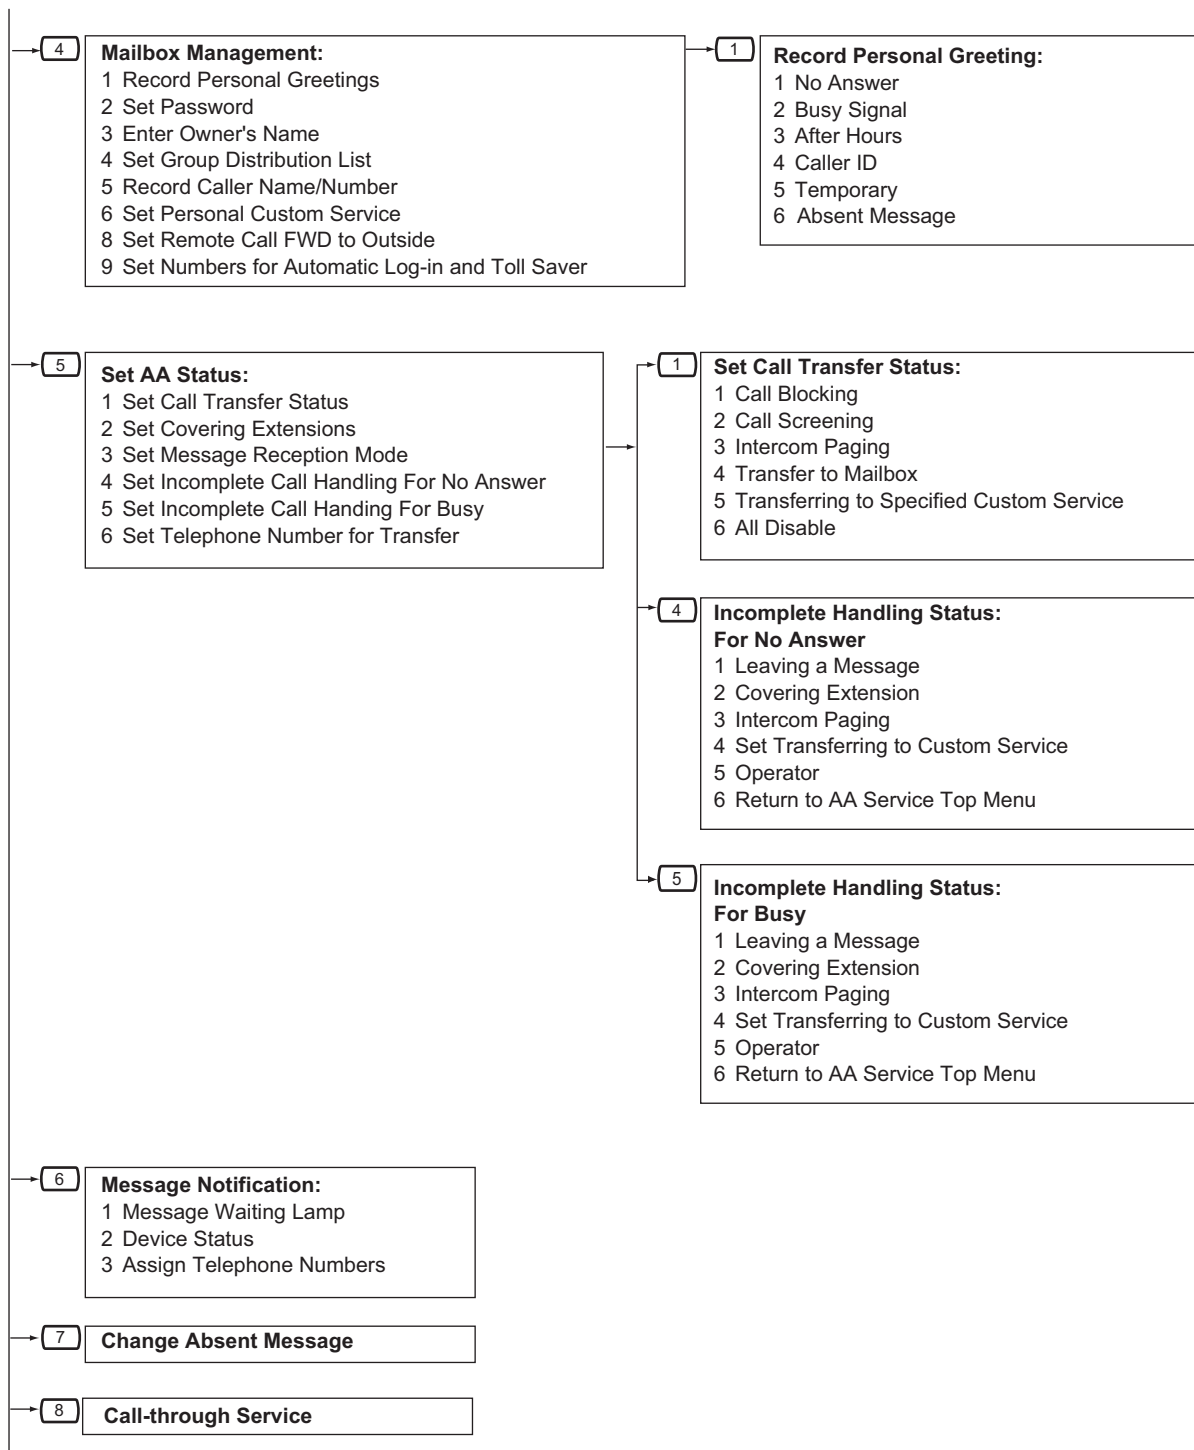 4
Mailbox Management:
1 Record Personal Greetings
2 Set Password
3 Enter Owner's Name
4 Set Group Distribution List
5 Record Caller Name/Number
6 Set Personal Custom Service
8 Set Remote Call FWD to Outside
9 Set Numbers for Automatic Log-in and Toll Saver
1
Record Personal Greeting:
1 No Answer
2 Busy Signal
3 After Hours
4 Caller ID
5 Temporary
6 Absent Message
5
Set AA Status:
1 Set Call Transfer Status
2 Set Covering Extensions
3 Set Message Reception Mode
4 Set Incomplete Call Handling For No Answer
5 Set Incomplete Call Handing For Busy
6 Set Telephone Number for Transfer
1
Set Call Transfer Status:
1 Call Blocking
2 Call Screening
3 Intercom Paging
4 Transfer to Mailbox
5 Transferring to Specified Custom Service
6 All Disable
4
Incomplete Handling Status:
For No Answer
1 Leaving a Message
2 Covering Extension
3 Intercom Paging
4 Set Transferring to Custom Service
5 Operator
6 Return to AA Service Top Menu
5
Incomplete Handling Status:
For Busy
1 Leaving a Message
2 Covering Extension
3 Intercom Paging
4 Set Transferring to Custom Service
5 Operator
6 Return to AA Service Top Menu
6
Message Notification:
1 Message Waiting Lamp
2 Device Status
3 Assign Telephone Numbers
7
Change Absent Message
8
Call-through Service